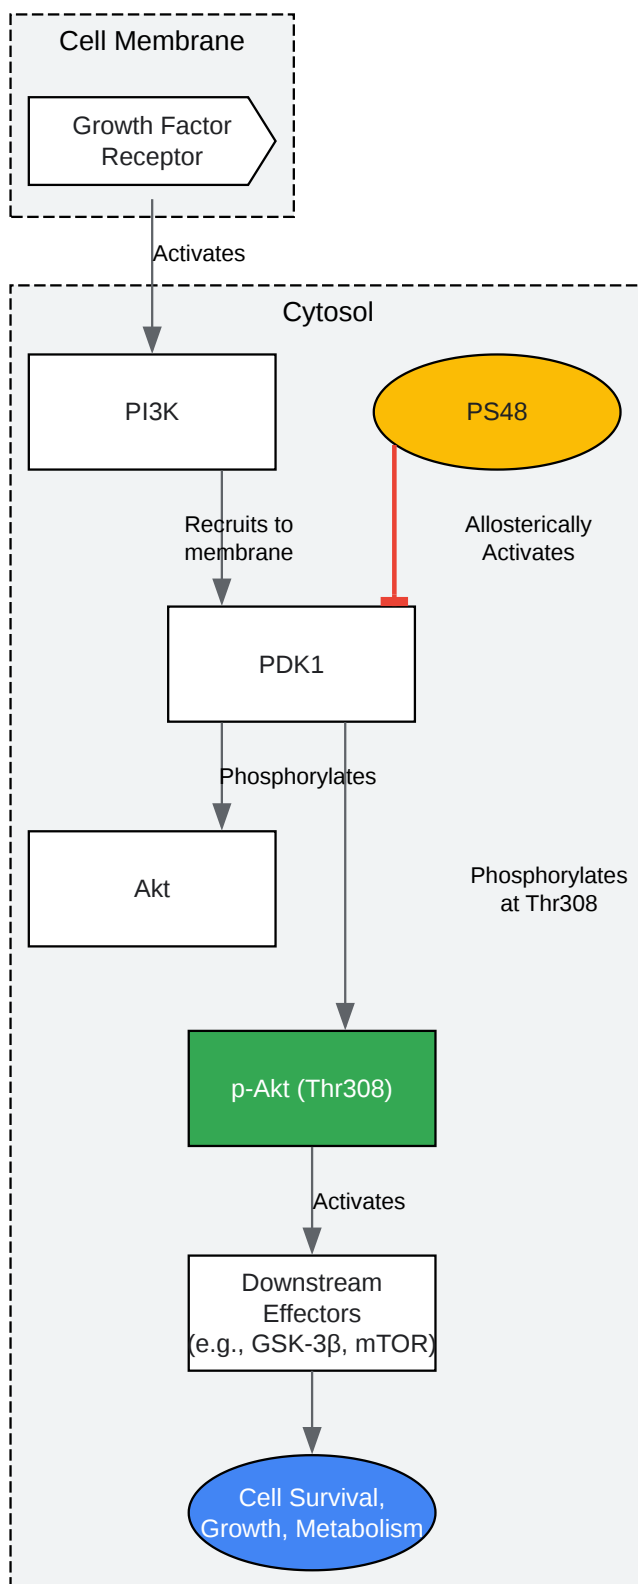 Cell Membrane
Growth Factor
Receptor
Activates
Cytosol
PI3K
PS48
Recruits to
membrane
Allosterically
Activates
PDK1
Phosphorylates
Akt
Phosphorylates
at Thr308
p-Akt (Thr308)
Activates
Downstream
Effectors
(e.g., GSK-3β, mTOR)
Cell Survival,
Growth, Metabolism